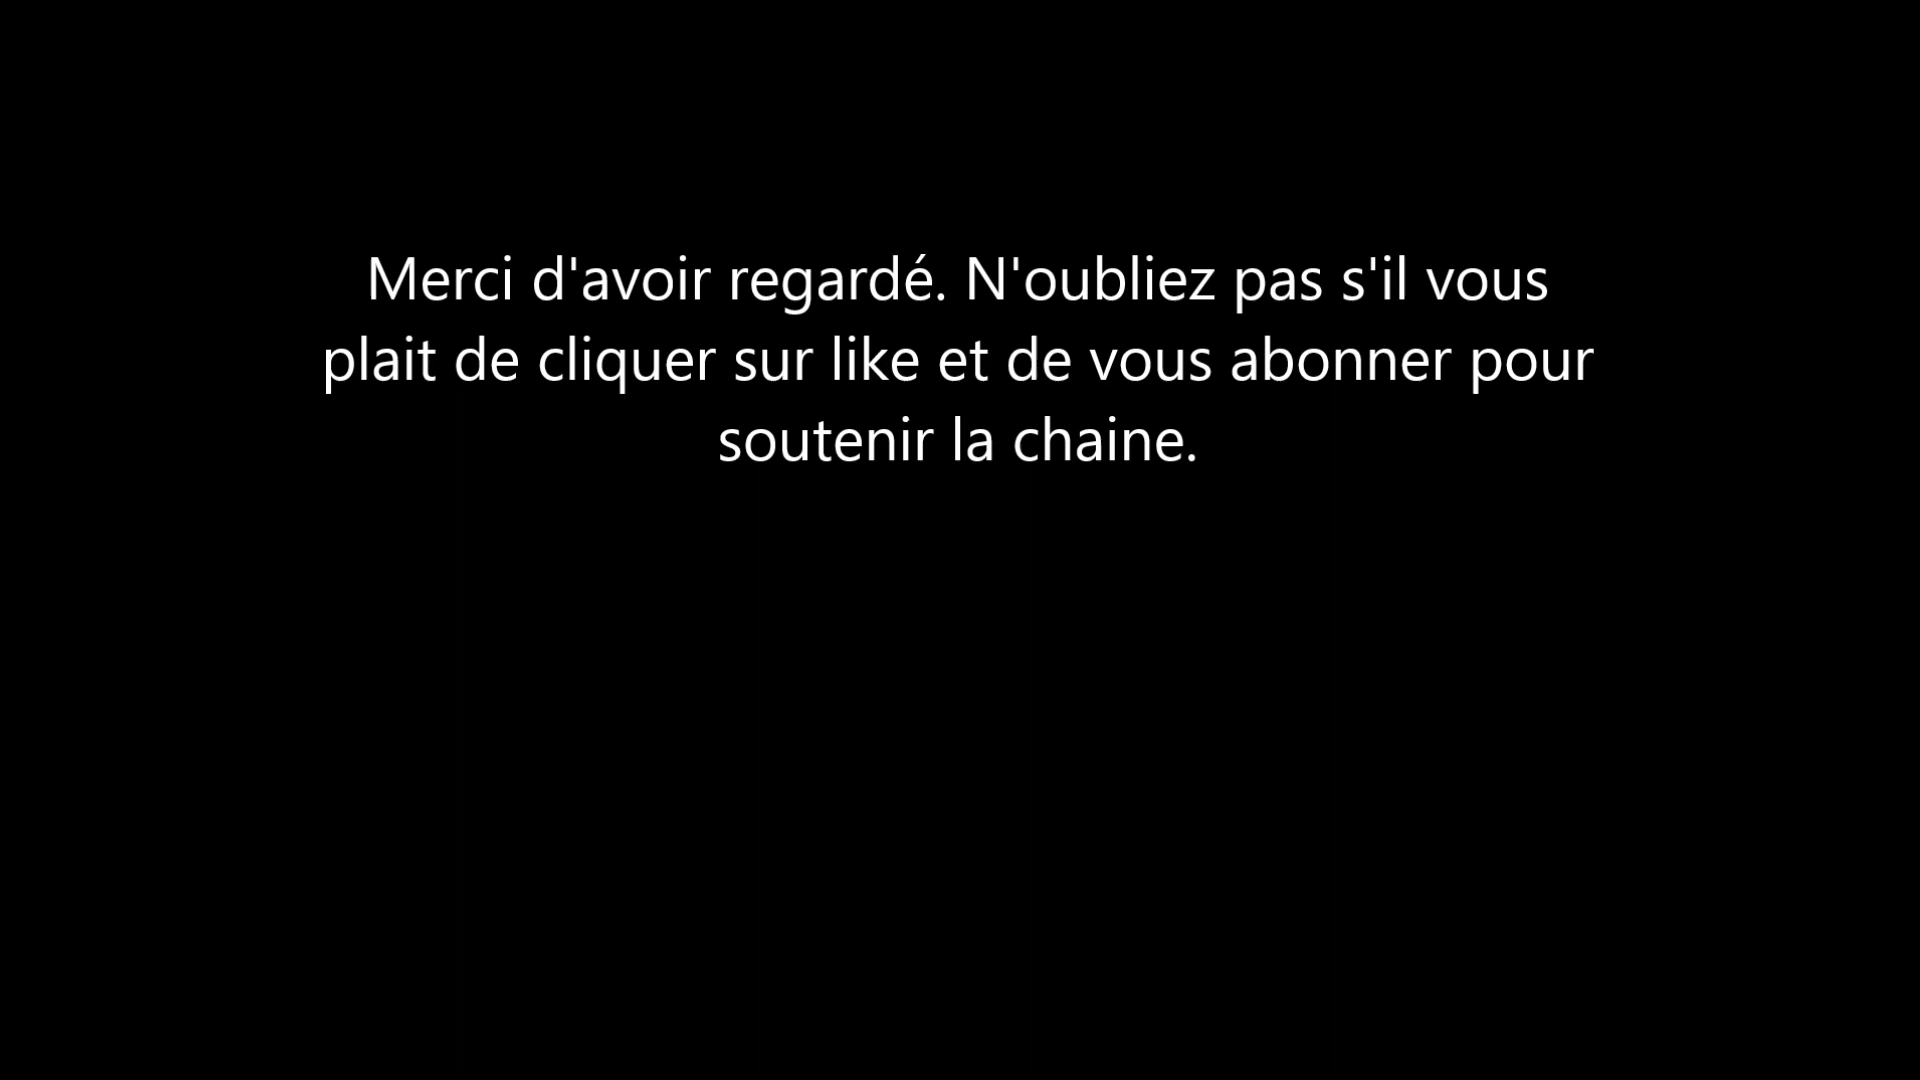 Merci d'avoir regardé. N'oubliez pas s'il vous
plait de cliquer sur like et de vous abonner pour
soutenir la chaine.